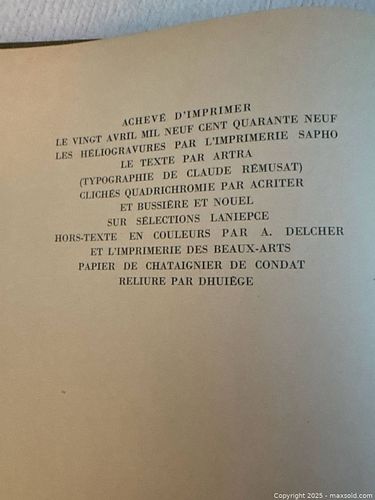 ACHEVÉ D'IMPRIMER
LE VINGT AVRIL MIL NEUF CENT QUARANTE NEUF
LES HÉLIOGRAVURES PAR L'IMPRIMERIE SAPHO
LE TEXTE PAR ARTRA
(TYPOGRAPHIE DE CLAUDE RÉMUSAT)
CLICHÉS QUADRICHROMIE PAR ACRITER
ET BUSSIÈRE ET NOUEL
SUR SÉLECTIONS LANIEPCE
HORS-TEXTE EN COULEURS PAR A. DELCHER
ET L'IMPRIMERIE DES BEAUX-ARTS
PAPIER DE CHATAIGNIER DE CONDAT
RELIURE PAR DHUIÈGE
Copyright 2025 - maxsold.com